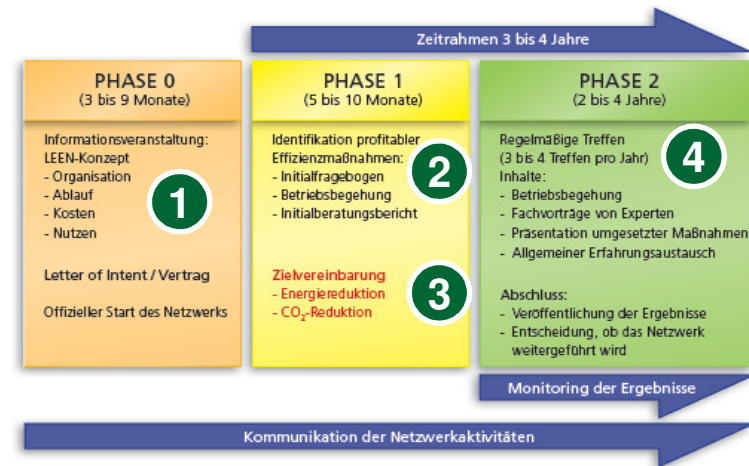 Zeitrahmen 3 bis 4 Jahre
PHASE 0
(3 bis 9 Monate)
Informationsveranstaltung:
LEEN-Konzept
- Organisation
- Ablauf
- Kosten
- Nutzen
1
Letter of Intent / Vertrag
Offizieller Start des Netzwerks
PHASE 1
(5 bis 10 Monate)
Identifikation profitabler
Effizienzmaßnahmen:
- Initialfragebogen
- Betriebsbegehung
- Initialberatungsbericht
2
Zielvereinbarung
- Energiereduktion
- CO₂-Reduktion
3
PHASE 2
(2 bis 4 Jahre)
Regelmäßige Treffen
(3 bis 4 Treffen pro Jahr)
Inhalte:
- Betriebsbegehung
- Fachvorträge von Experten
- Präsentation umgesetzter Maßnahmen
- Allgemeiner Erfahrungsaustausch
4
Abschluss:
- Veröffentlichung der Ergebnisse
- Entscheidung, ob das Netzwerk
weitergeführt wird
Monitoring der Ergebnisse
Kommunikation der Netzwerkaktivitäten